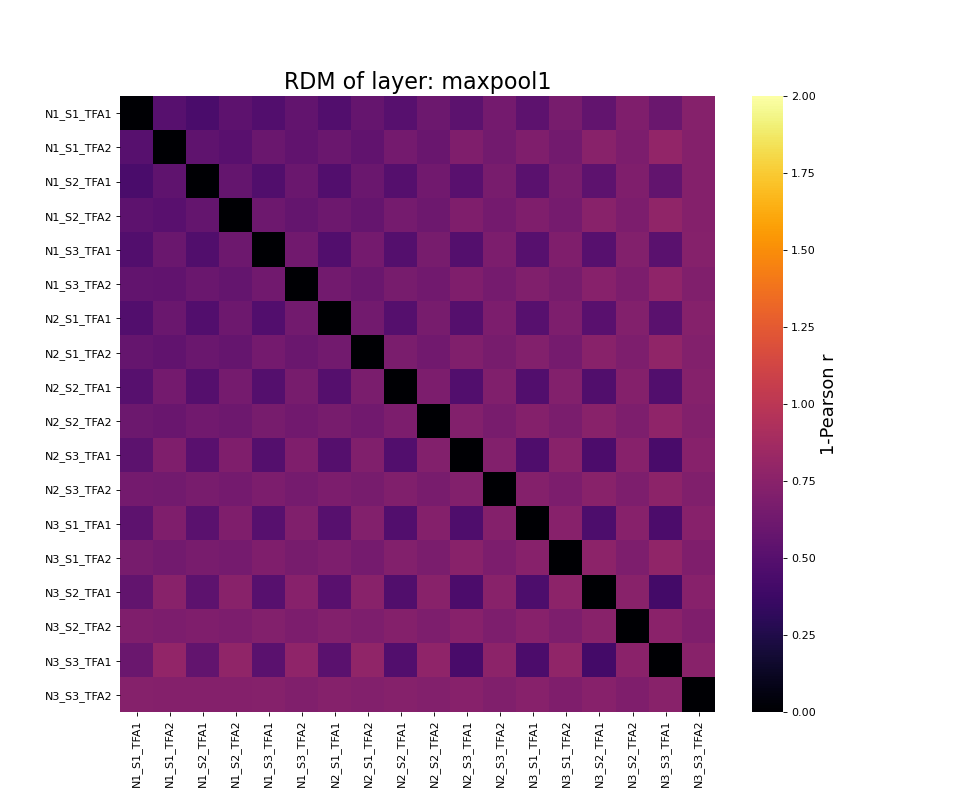 RDM of layer: maxpool1
N1_S1_TFA1
N1_S1_TFA2
N1_S2_TFA1
N1_S2_TFA2
N1_S3_TFA1
N1_S3_TFA2
N2_S1_TFA1
N2_S1_TFA2
N2_S2_TFA1
N2_S2_TFA2
N2_S3_TFA1
N2_S3_TFA2
N3_S1_TFA1
N3_S1_TFA2
N3_S2_TFA1
N3_S2_TFA2
N3_S3_TFA1
N3_S3_TFA2
N1_S1_TFA1
N1_S1_TFA2
N1_S2_TFA1
N1_S2_TFA2
N1_S3_TFA1
N1_S3_TFA2
N2_S1_TFA1
N2_S1_TFA2
N2_S2_TFA1
N2_S2_TFA2
N2_S3_TFA1
N2_S3_TFA2
N3_S1_TFA1
N3_S1_TFA2
N3_S2_TFA1
N3_S2_TFA2
N3_S3_TFA1
N3_S3_TFA2
2.00
1.75
1.50
1.25
1.00
0.75
0.50
0.25
0.00
1-Pearson r